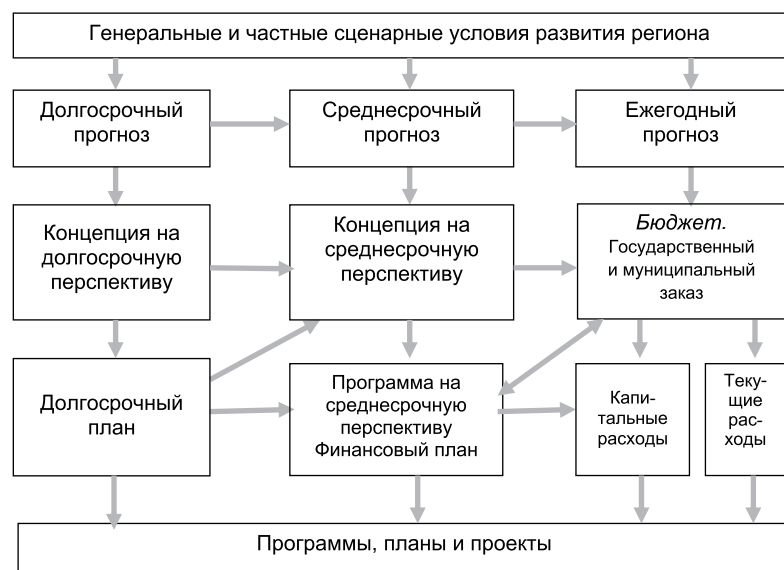 Генеральные и частные сценарные условия развития региона
Долгосрочный
прогноз
Среднесрочный
прогноз
Ежегодный
прогноз
Концепция на
долгосрочную
перспективу
Концепция на
среднесрочную
перспективу
Бюджет.
Государственный
и муниципальный
заказ
Долгосрочный
план
Программа на
среднесрочную
перспективу
Финансовый план
Капи-
тальные
расходы
Теку-
щие
рас-
ходы
Программы, планы и проекты